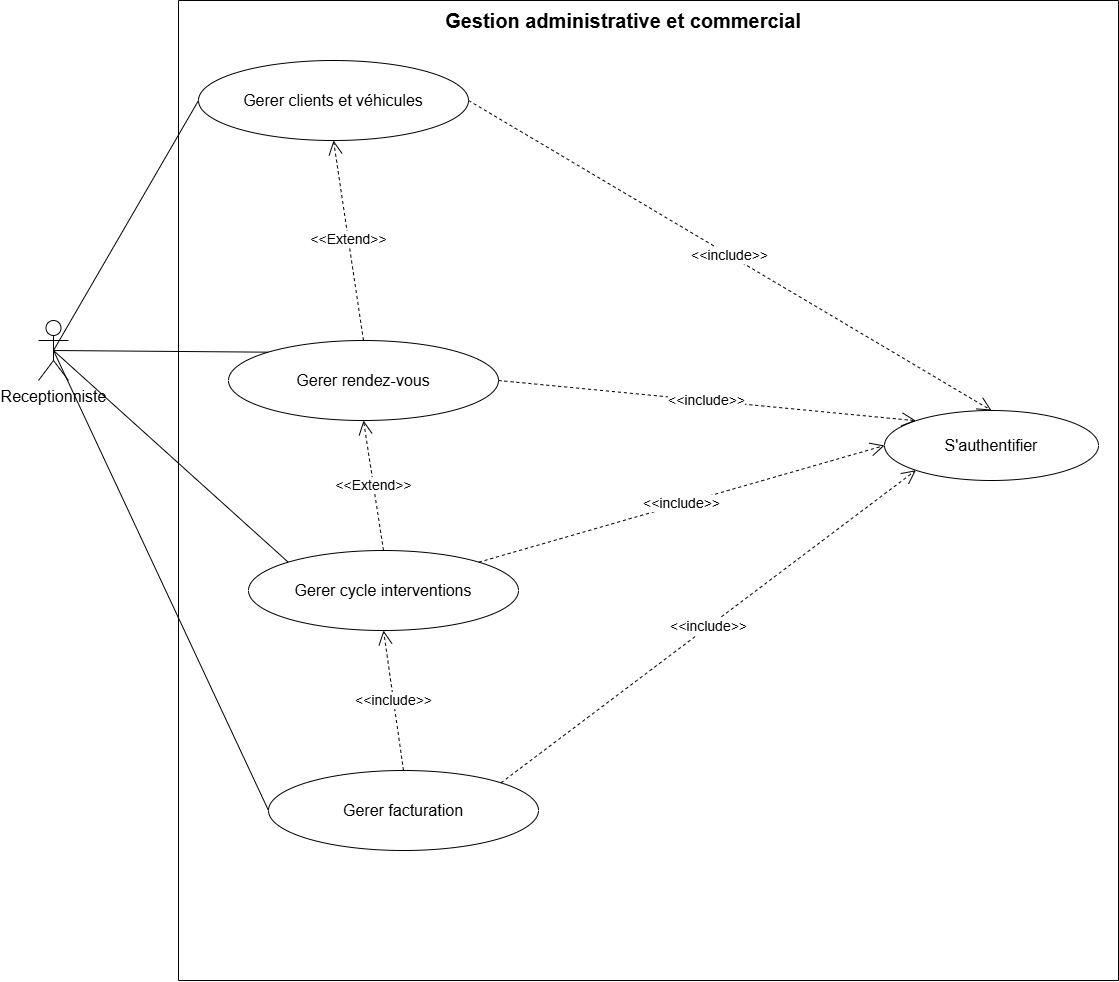 Gestion administrative et commercial
Gerer clients et véhicules
<<Extend>>
<<include>>
Receptionniste
Gerer rendez-vous
<<include>>
S'authentifier
<<Extend>>
<<include>>
Gerer cycle interventions
<<include>>
<<include>>
Gerer facturation